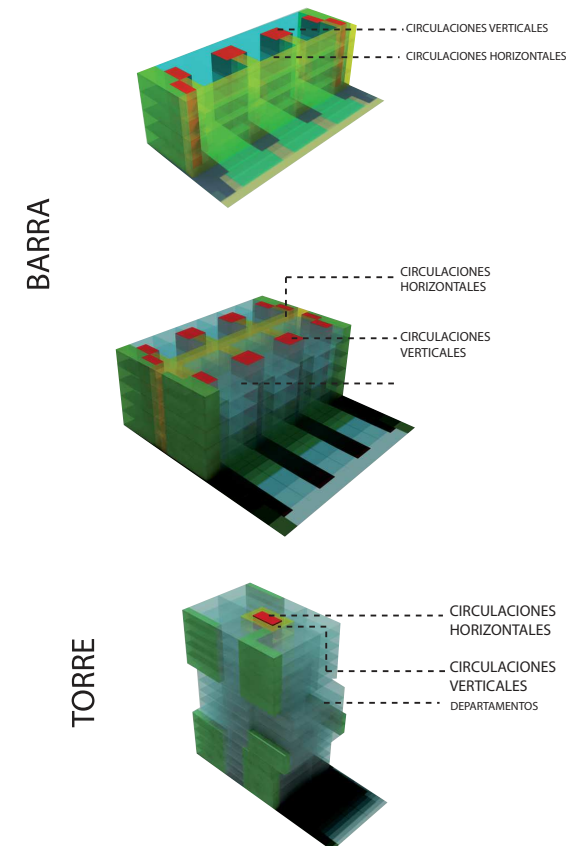 CIRCULACIONES VERTICALES
CIRCULACIONES HORIZONTALES
BARRA
CIRCULACIONES
HORIZONTALES
CIRCULACIONES
VERTICALES
TORRE
CIRCULACIONES
HORIZONTALES
CIRCULACIONES
VERTICALES
DEPARTAMENTOS